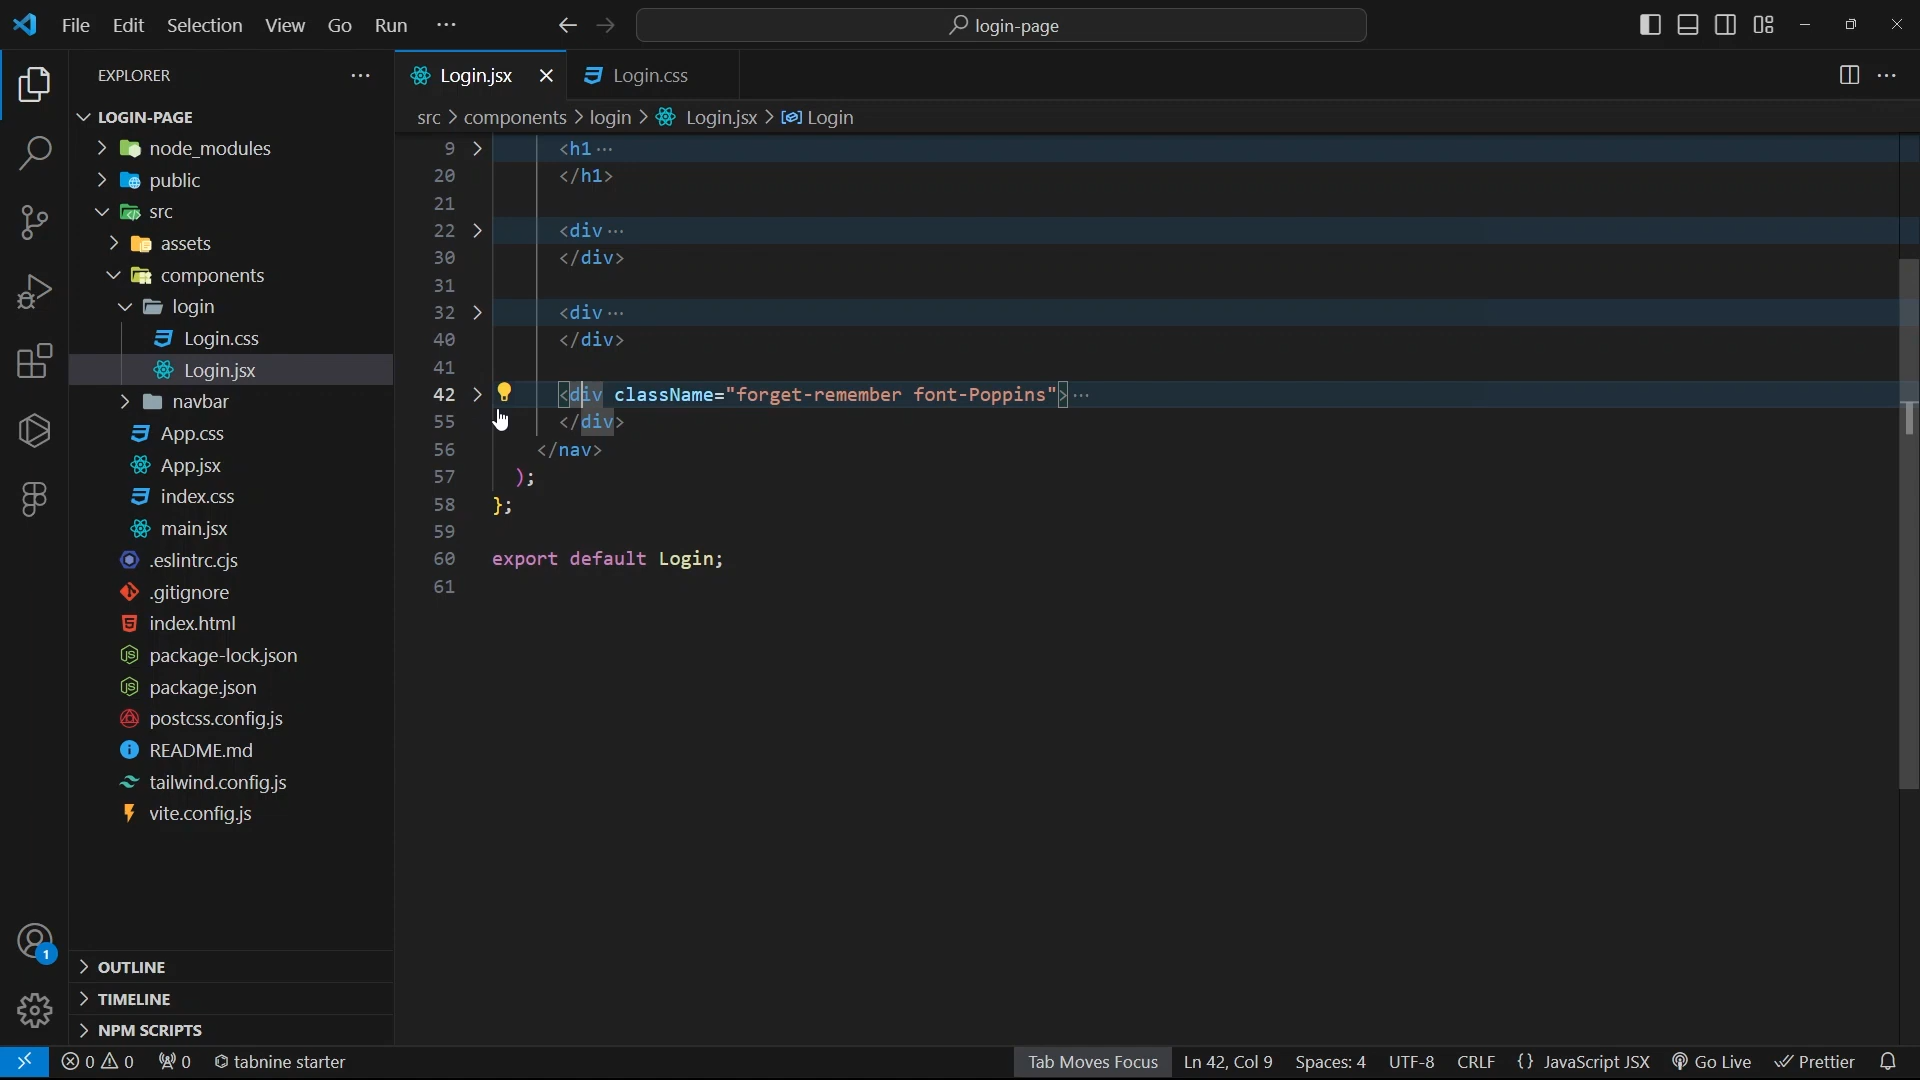 File Edit Selection View Go Run ···
login-page
EXPLORER ···
LOGIN-PAGE
node_modules
public
src
assets
components
login
Login.css
Login.jsx
navbar
App.css
App.jsx
index.css
main.jsx
.eslintrc.cjs
.gitignore
index.html
package-lock.json
package.json
postcss.config.js
README.md
tailwind.config.js
vite.config.js
OUTLINE
TIMELINE
NPM SCRIPTS
Login.jsx Login.css
src > components > login > Login.jsx > Login
9 > <h1 ···
20 </h1>
21
22 > <div ···
30 </div>
31
32 > <div ···
40 </div>
41
42 > <div className="forget-remember font-Poppins"> ···
55 </div>
56 </nav>
57 );
58 };
59
60 export default Login;
61
1
0 0 0 tabnine starter Tab Moves Focus Ln 42, Col 9 Spaces: 4 UTF-8 CRLF {} JavaScript JSX Go Live Prettier